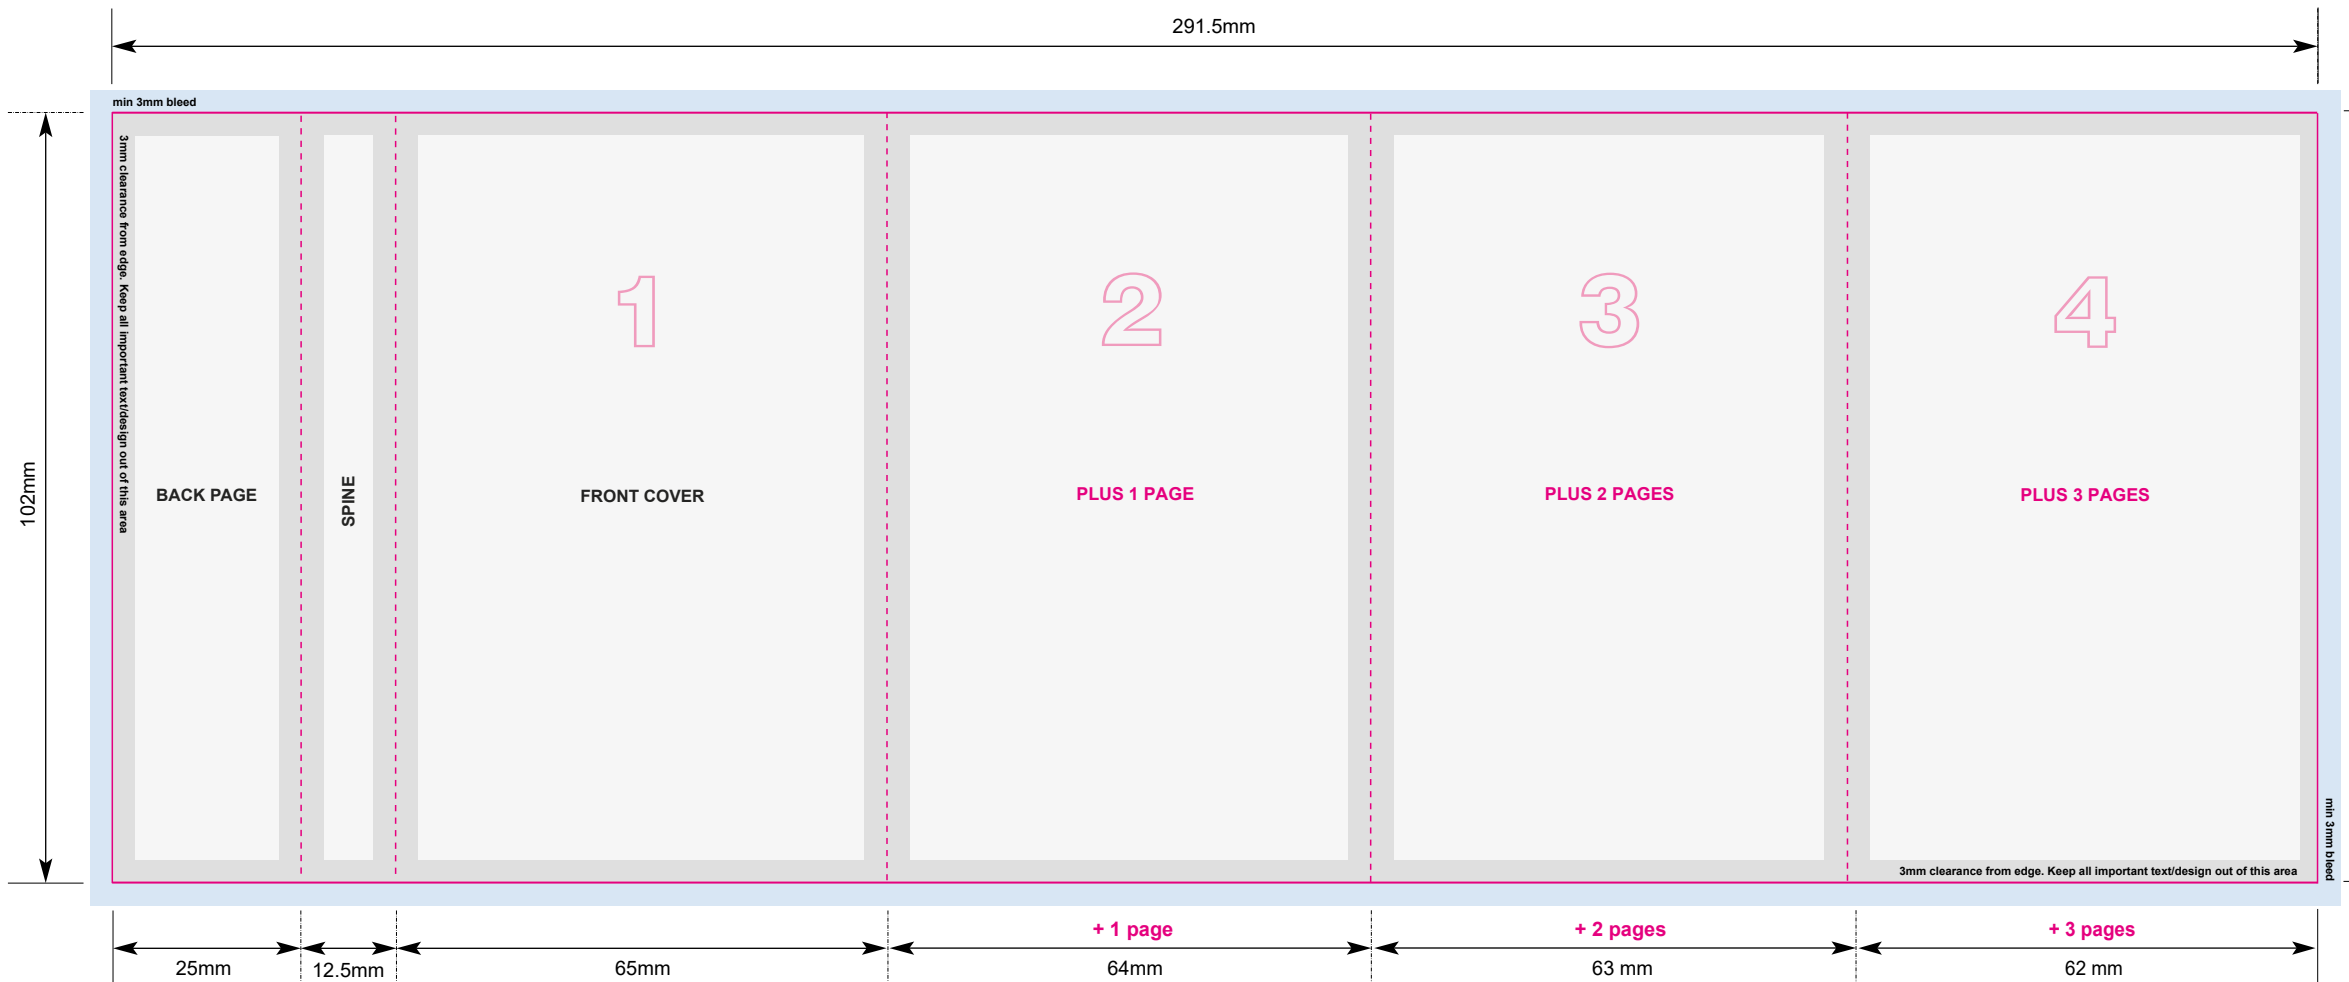 291.5mm
min 3mm bleed
3mm clearance from edge. Keep all important text/design out of this area
102mm
1
2
3
4
BACK PAGE
SPINE
FRONT COVER
PLUS 1 PAGE
PLUS 2 PAGES
PLUS 3 PAGES
min 3mm bleed
3mm clearance from edge. Keep all important text/design out of this area
+ 1 page
+ 2 pages
+ 3 pages
25mm
12.5mm
65mm
64mm
63 mm
62 mm